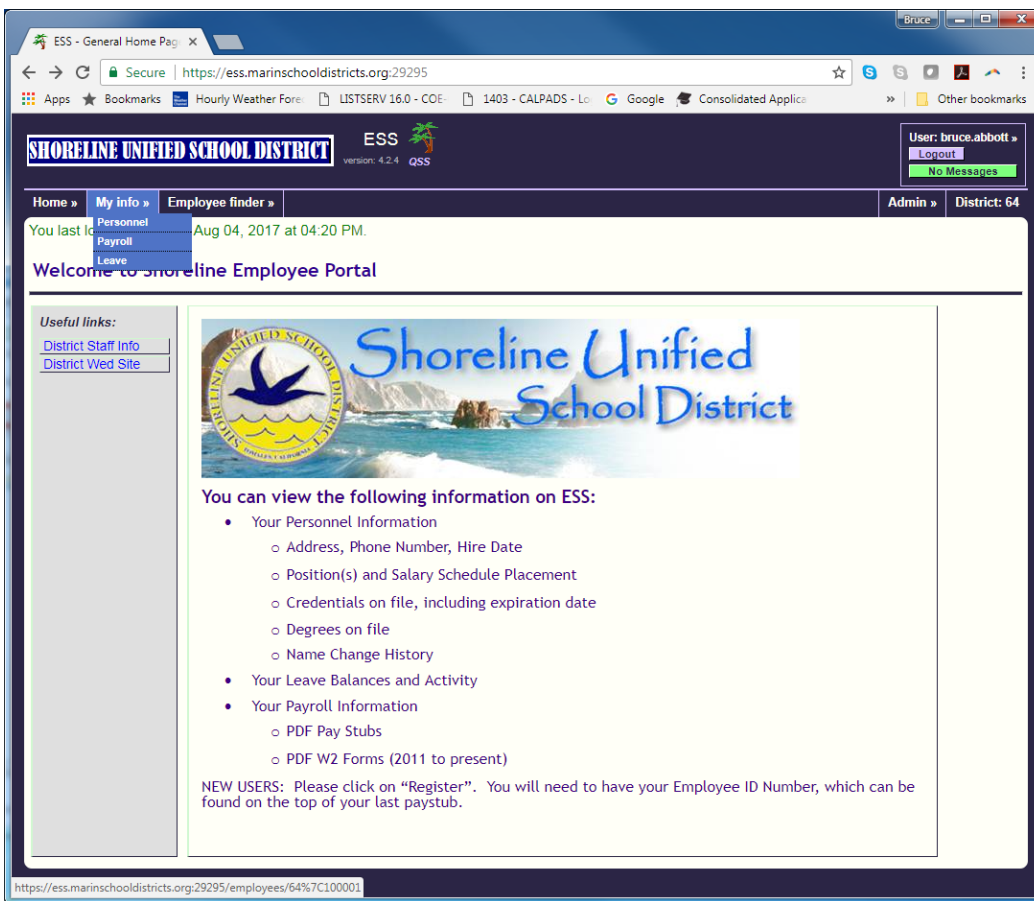 Bruce
ESS - General Home Pag
Secure | https://ess.marinschooldistricts.org:29295
Apps Bookmarks Hourly Weather Fore LISTSERV 16.0 - COE- 1403 - CALPADS - Lo Google Consolidated Applica » Other bookmarks
SHORELINE UNIFIED SCHOOL DISTRICT
ESS
version: 4.2.4 QSS
User: bruce.abbott »
Logout
No Messages
Home » My info » Employee finder » Admin » District: 64
Personnel
Payroll
Leave
You last lo Aug 04, 2017 at 04:20 PM.
Welcome to Shoreline Employee Portal
Useful links:
District Staff Info
District Wed Site
UNIFIED SCHOOL DISTRICT
SHORELINE
TOMALES CALIFORNIA
Shoreline Unified
School District
You can view the following information on ESS:
• Your Personnel Information
o Address, Phone Number, Hire Date
o Position(s) and Salary Schedule Placement
o Credentials on file, including expiration date
o Degrees on file
o Name Change History
• Your Leave Balances and Activity
• Your Payroll Information
o PDF Pay Stubs
o PDF W2 Forms (2011 to present)
NEW USERS: Please click on “Register”. You will need to have your Employee ID Number, which can be
found on the top of your last paystub.
https://ess.marinschooldistricts.org:29295/employees/64%7C100001